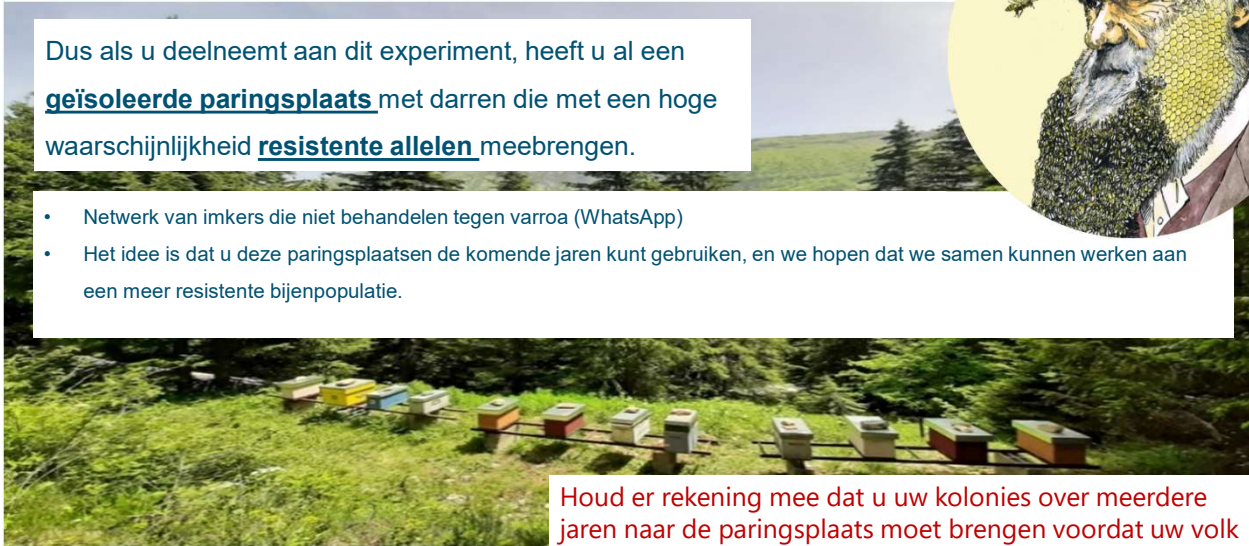 Dus als u deelneemt aan dit experiment, heeft u al een
geïsoleerde paringsplaats met darren die met een hoge
waarschijnlijkheid resistente allelen meebrengen.
• Netwerk van imkers die niet behandelen tegen varroa (WhatsApp)
• Het idee is dat u deze paringsplaatsen de komende jaren kunt gebruiken, en we hopen dat we samen kunnen werken aan
een meer resistente bijenpopulatie.
Houd er rekening mee dat u uw kolonies over meerdere
jaren naar de paringsplaats moet brengen voordat uw volk